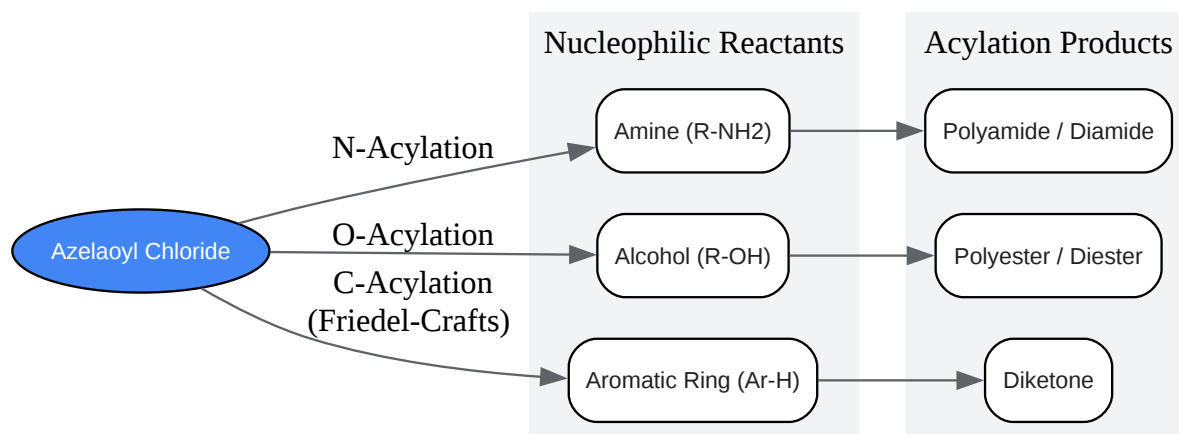 Nucleophilic Reactants
Acylation Products
Azelaoyl Chloride
N-Acylation
Amine (R-NH2)
Polyamide / Diamide
O-Acylation
Alcohol (R-OH)
Polyester / Diester
C-Acylation
(Friedel-Crafts)
Aromatic Ring (Ar-H)
Diketone